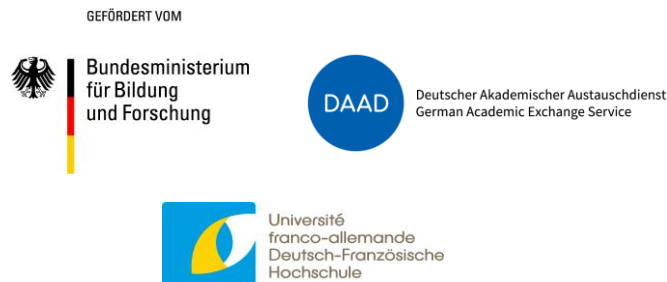 GEFÖRDERT VOM
Bundesministerium
für Bildung
und Forschung
DAAD
Deutscher Akademischer Austauschdienst
German Academic Exchange Service
Université
franco-allemande
Deutsch-Französische
Hochschule